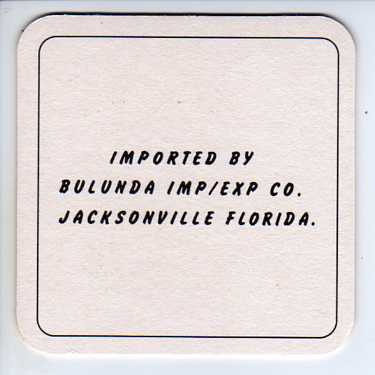 IMPORTED BY
BULUNDA IMP/EXP CO.
JACKSONVILLE FLORIDA.